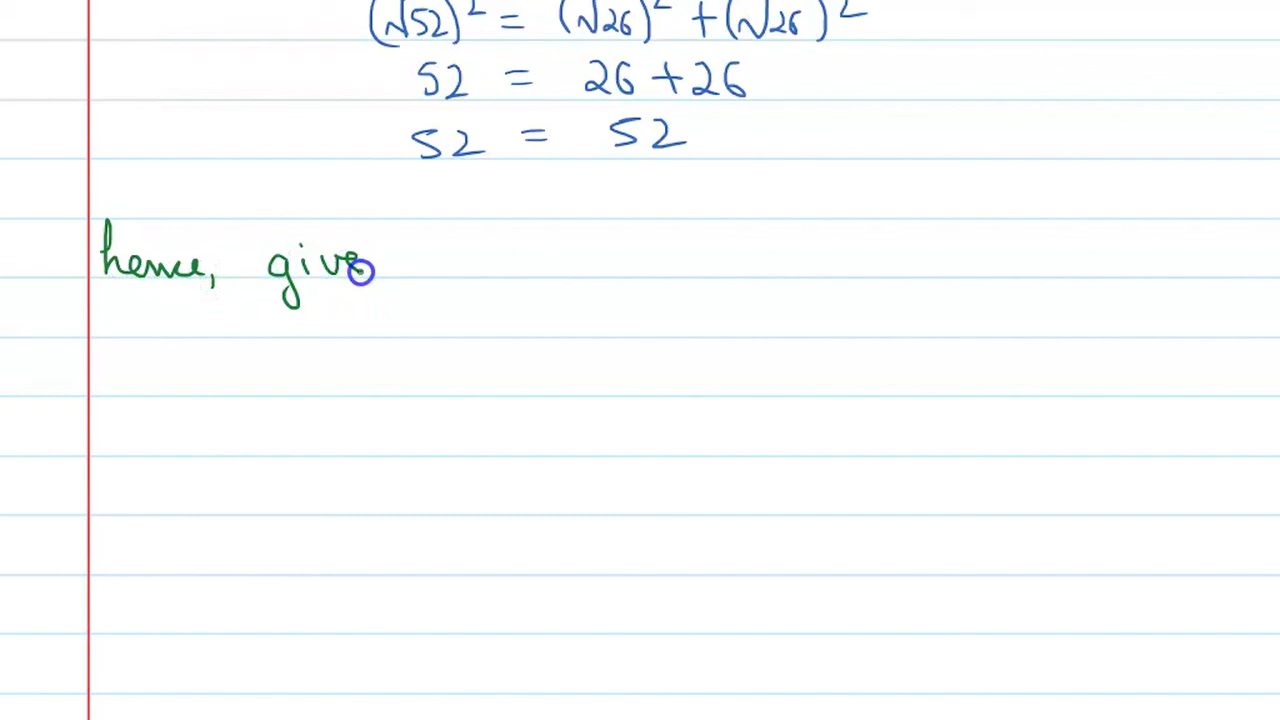 (√52)² = (√26)² + (√26)²
52 = 26 + 26
52 = 52
hence, give